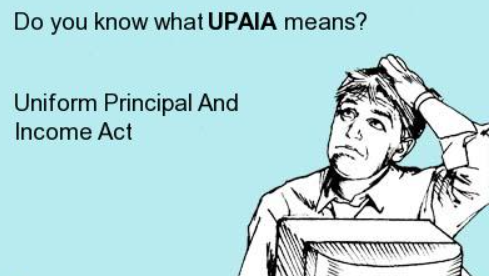 Do you know what UPAIA means?
Uniform Principal And
Income Act